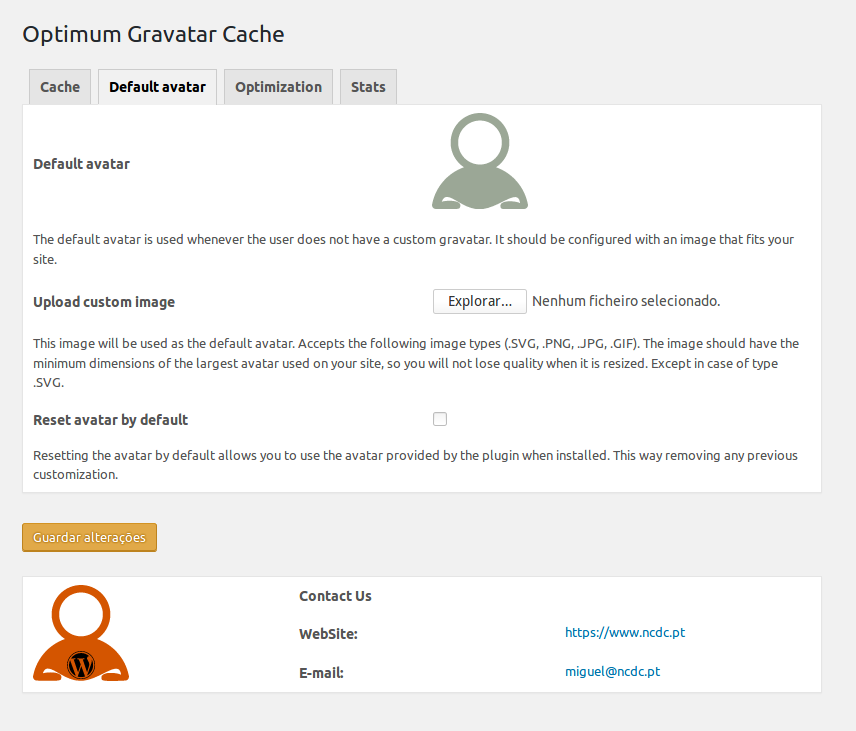 Optimum Gravatar Cache
Cache Default avatar Optimization Stats
Default avatar
The default avatar is used whenever the user does not have a custom gravatar. It should be configured with an image that fits your
site.
Upload custom image Explorar... Nenhum ficheiro selecionado.
This image will be used as the default avatar. Accepts the following image types (.SVG, .PNG, .JPG, .GIF). The image should have the
minimum dimensions of the largest avatar used on your site, so you will not lose quality when it is resized. Except in case of type
.SVG.
Reset avatar by default
Resetting the avatar by default allows you to use the avatar provided by the plugin when installed. This way removing any previous
customization.
Guardar alterações
Contact Us
WebSite: https://www.ncdc.pt
E-mail: miguel@ncdc.pt